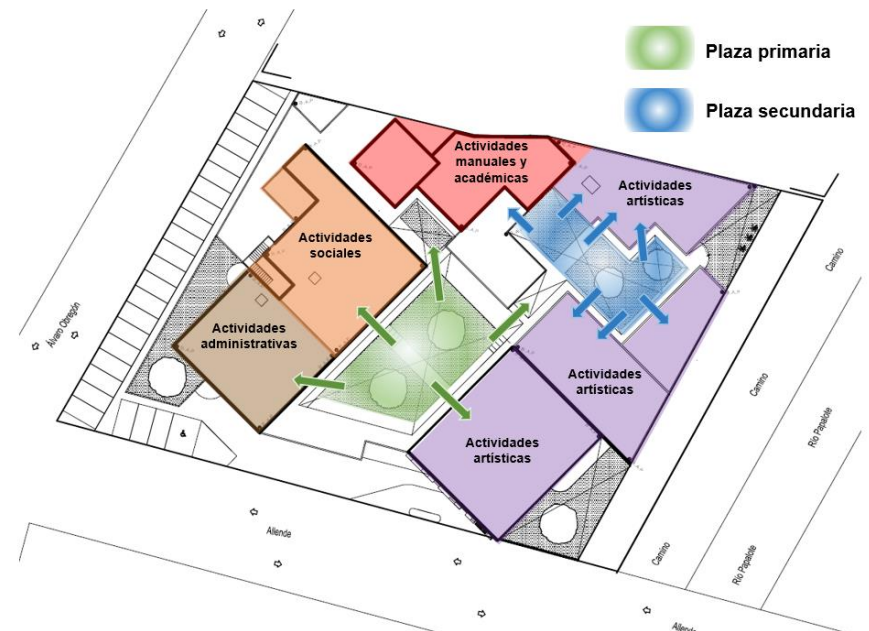 Plaza primaria
Plaza secundaria
Actividades
manuales y
académicas
Actividades
artísticas
Actividades
sociales
Actividades
administrativas
Actividades
artísticas
Actividades
artísticas
Álvaro Obregón
Allende
Allende
Camino
Camino
Camino
Río Papalote
Río Papalote